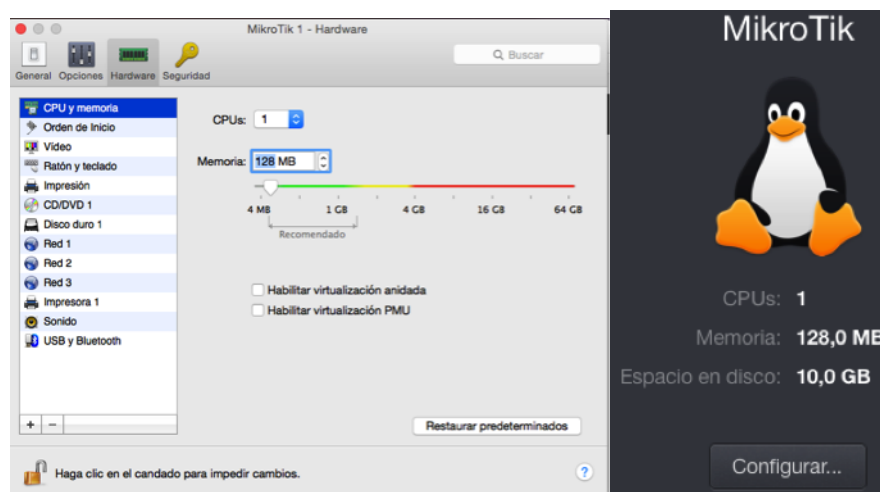 MikroTik 1 - Hardware
Buscar
General Opciones Hardware Seguridad
CPU y memoria
Orden de Inicio
Vídeo
Ratón y teclado
Impresión
CD/DVD 1
Disco duro 1
Red 1
Red 2
Red 3
Impresora 1
Sonido
USB y Bluetooth
+ −
CPUs: 1
Memoria: 128 MB
4 MB 1 GB 4 GB 16 GB 64 GB
Recomendado
Habilitar virtualización anidada
Habilitar virtualización PMU
Restaurar predeterminados
Haga clic en el candado para impedir cambios.
?
MikroTik
CPUs: 1
Memoria: 128,0 MB
Espacio en disco: 10,0 GB
Configurar...